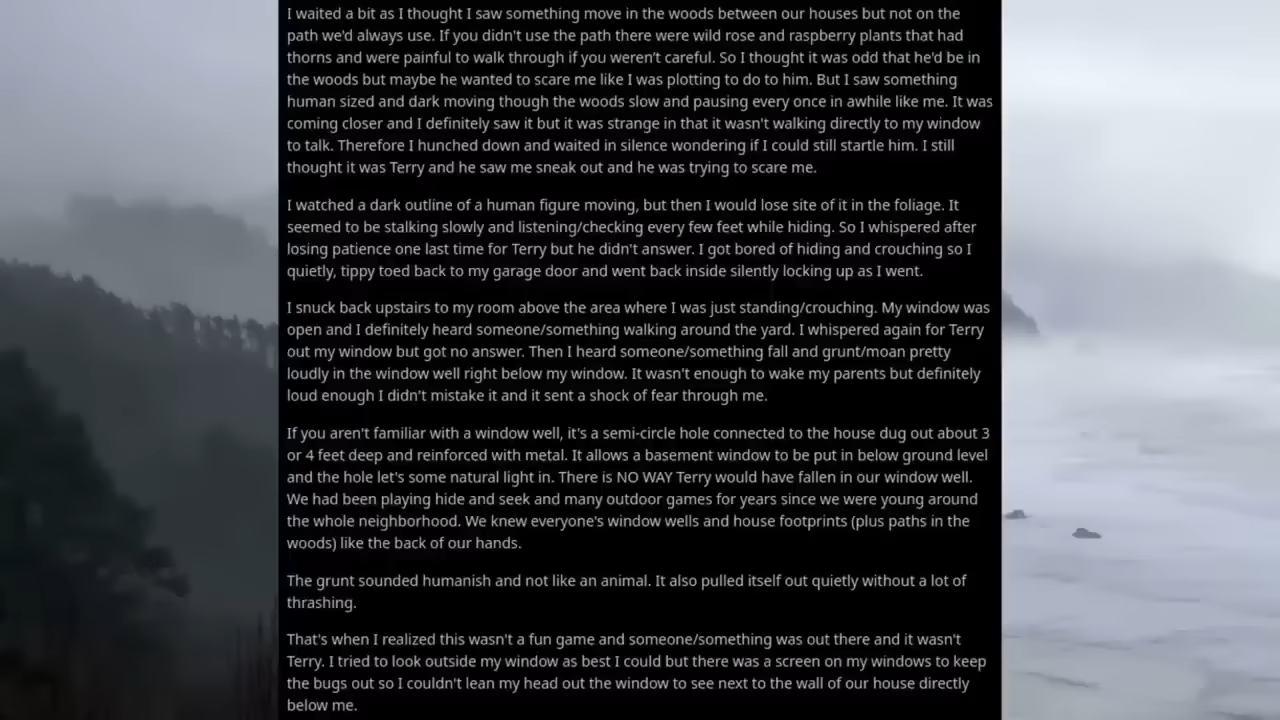 I waited a bit as I thought I saw something move in the woods between our houses but not on the
path we'd always use. If you didn't use the path there were wild rose and raspberry plants that had
thorns and were painful to walk through if you weren’t careful. So I thought it was odd that he'd be in
the woods but maybe he wanted to scare me like I was plotting to do to him. But I saw something
human sized and dark moving though the woods slow and pausing every once in awhile like me. It was
coming closer and I definitely saw it but it was strange in that it wasn't walking directly to my window
to talk. Therefore I hunched down and waited in silence wondering if I could still startle him. I still
thought it was Terry and he saw me sneak out and he was trying to scare me.
I watched a dark outline of a human figure moving, but then I would lose site of it in the foliage. It
seemed to be stalking slowly and listening/checking every few feet while hiding. So I whispered after
losing patience one last time for Terry but he didn't answer. I got bored of hiding and crouching so I
quietly, tippy toed back to my garage door and went back inside silently locking up as I went.
I snuck back upstairs to my room above the area where I was just standing/crouching. My window was
open and I definitely heard someone/something walking around the yard. I whispered again for Terry
out my window but got no answer. Then I heard someone/something fall and grunt/moan pretty
loudly in the window well right below my window. It wasn't enough to wake my parents but definitely
loud enough I didn't mistake it and it sent a shock of fear through me.
If you aren't familiar with a window well, it's a semi-circle hole connected to the house dug out about 3
or 4 feet deep and reinforced with metal. It allows a basement window to be put in below ground level
and the hole let's some natural light in. There is NO WAY Terry would have fallen in our window well.
We had been playing hide and seek and many outdoor games for years since we were young around
the whole neighborhood. We knew everyone's window wells and house footprints (plus paths in the
woods) like the back of our hands.
The grunt sounded humanish and not like an animal. It also pulled itself out quietly without a lot of
thrashing.
That's when I realized this wasn't a fun game and someone/something was out there and it wasn't
Terry. I tried to look outside my window as best I could but there was a screen on my windows to keep
the bugs out so I couldn't lean my head out the window to see next to the wall of our house directly
below me.